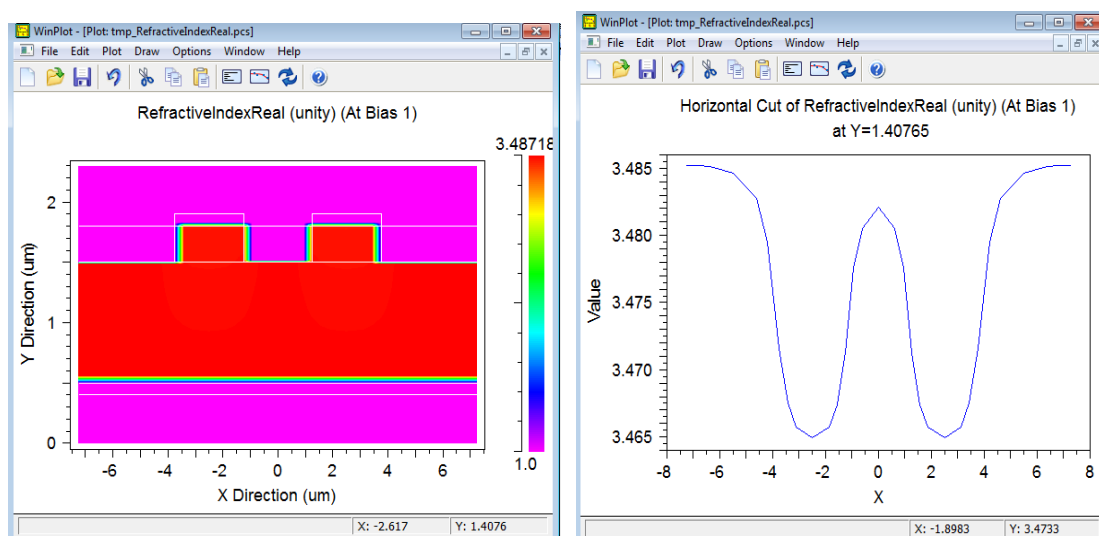 WinPlot - [Plot: tmp_RefractiveIndexReal.pcs]
File Edit Plot Draw Options Window Help
RefractiveIndexReal (unity) (At Bias 1)
3.48718
2
1
0
Y Direction (um)
-6 -4 -2 0 2 4 6
1.0
X Direction (um)
X: -2.617 Y: 1.4076
WinPlot - [Plot: tmp_RefractiveIndexReal.pcs]
File Edit Plot Draw Options Window Help
Horizontal Cut of RefractiveIndexReal (unity) (At Bias 1)
at Y=1.40765
3.485
3.480
3.475
3.470
3.465
Value
-8 -6 -4 -2 0 2 4 6 8
X
X: -1.8983 Y: 3.4733